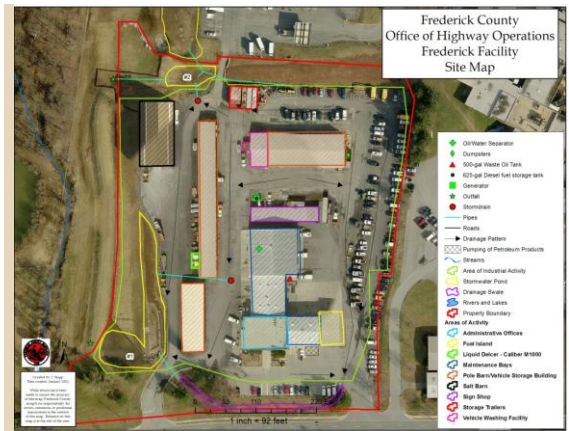 Frederick County
Office of Highway Operations
Frederick Facility
Site Map
Oil/Water Separator
Dumpsters
500-gal Waste Oil Tank
625-gal Diesel fuel storage tank
Generator
Outfall
Stormdrain
Pipes
Roads
Drainage Pattern
Pumping of Petroleum Products
Streams
Area of Industrial Activity
Stormwater Pond
Drainage Swale
Rivers and Lakes
Property Boundary
Areas of Activity
Administrative Offices
Fuel Island
Liquid Deicer - Caliber M1000
Maintenance Bays
Pole Barn/Vehicle Storage Building
Salt Barn
Sign Shop
Storage Trailers
Vehicle Washing Facility
1 inch = 92 feet